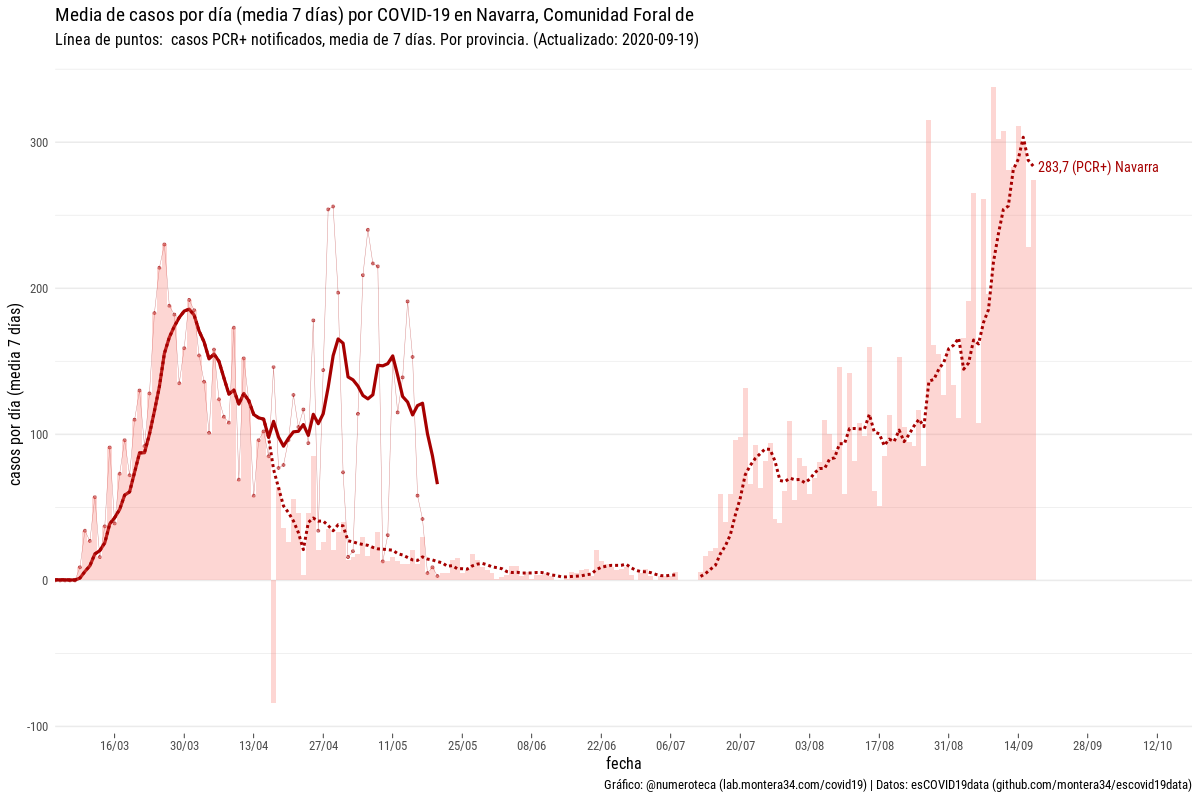 Media de casos por día (media 7 días) por COVID-19 en Navarra, Comunidad Foral de
Línea de puntos:  casos PCR+ notificados, media de 7 días. Por provincia. (Actualizado: 2020-09-19)
casos por día (media 7 días)
300
200
100
0
-100
283,7 (PCR+) Navarra
16/03 30/03 13/04 27/04 11/05 25/05 08/06 22/06 06/07 20/07 03/08 17/08 31/08 14/09 28/09 12/10
fecha
Gráfico: @numeroteca (lab.montera34.com/covid19) | Datos: esCOVID19data (github.com/montera34/escovid19data)